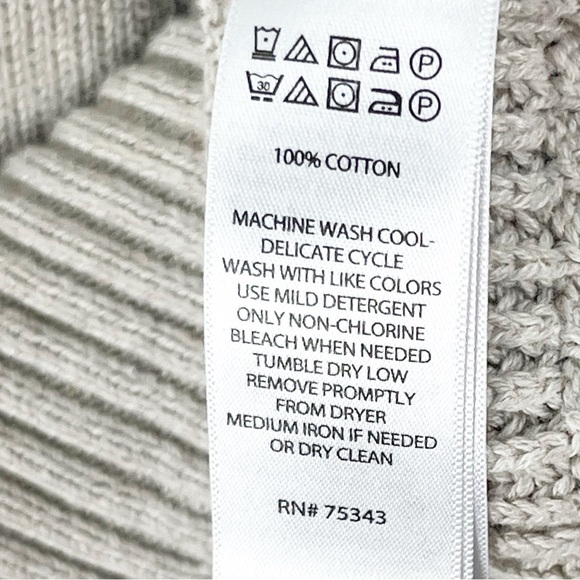 P
30 P
100% COTTON
MACHINE WASH COOL-
DELICATE CYCLE
WASH WITH LIKE COLORS
USE MILD DETERGENT
ONLY NON-CHLORINE
BLEACH WHEN NEEDED
TUMBLE DRY LOW
REMOVE PROMPTLY
FROM DRYER
MEDIUM IRON IF NEEDED
OR DRY CLEAN
RN# 75343